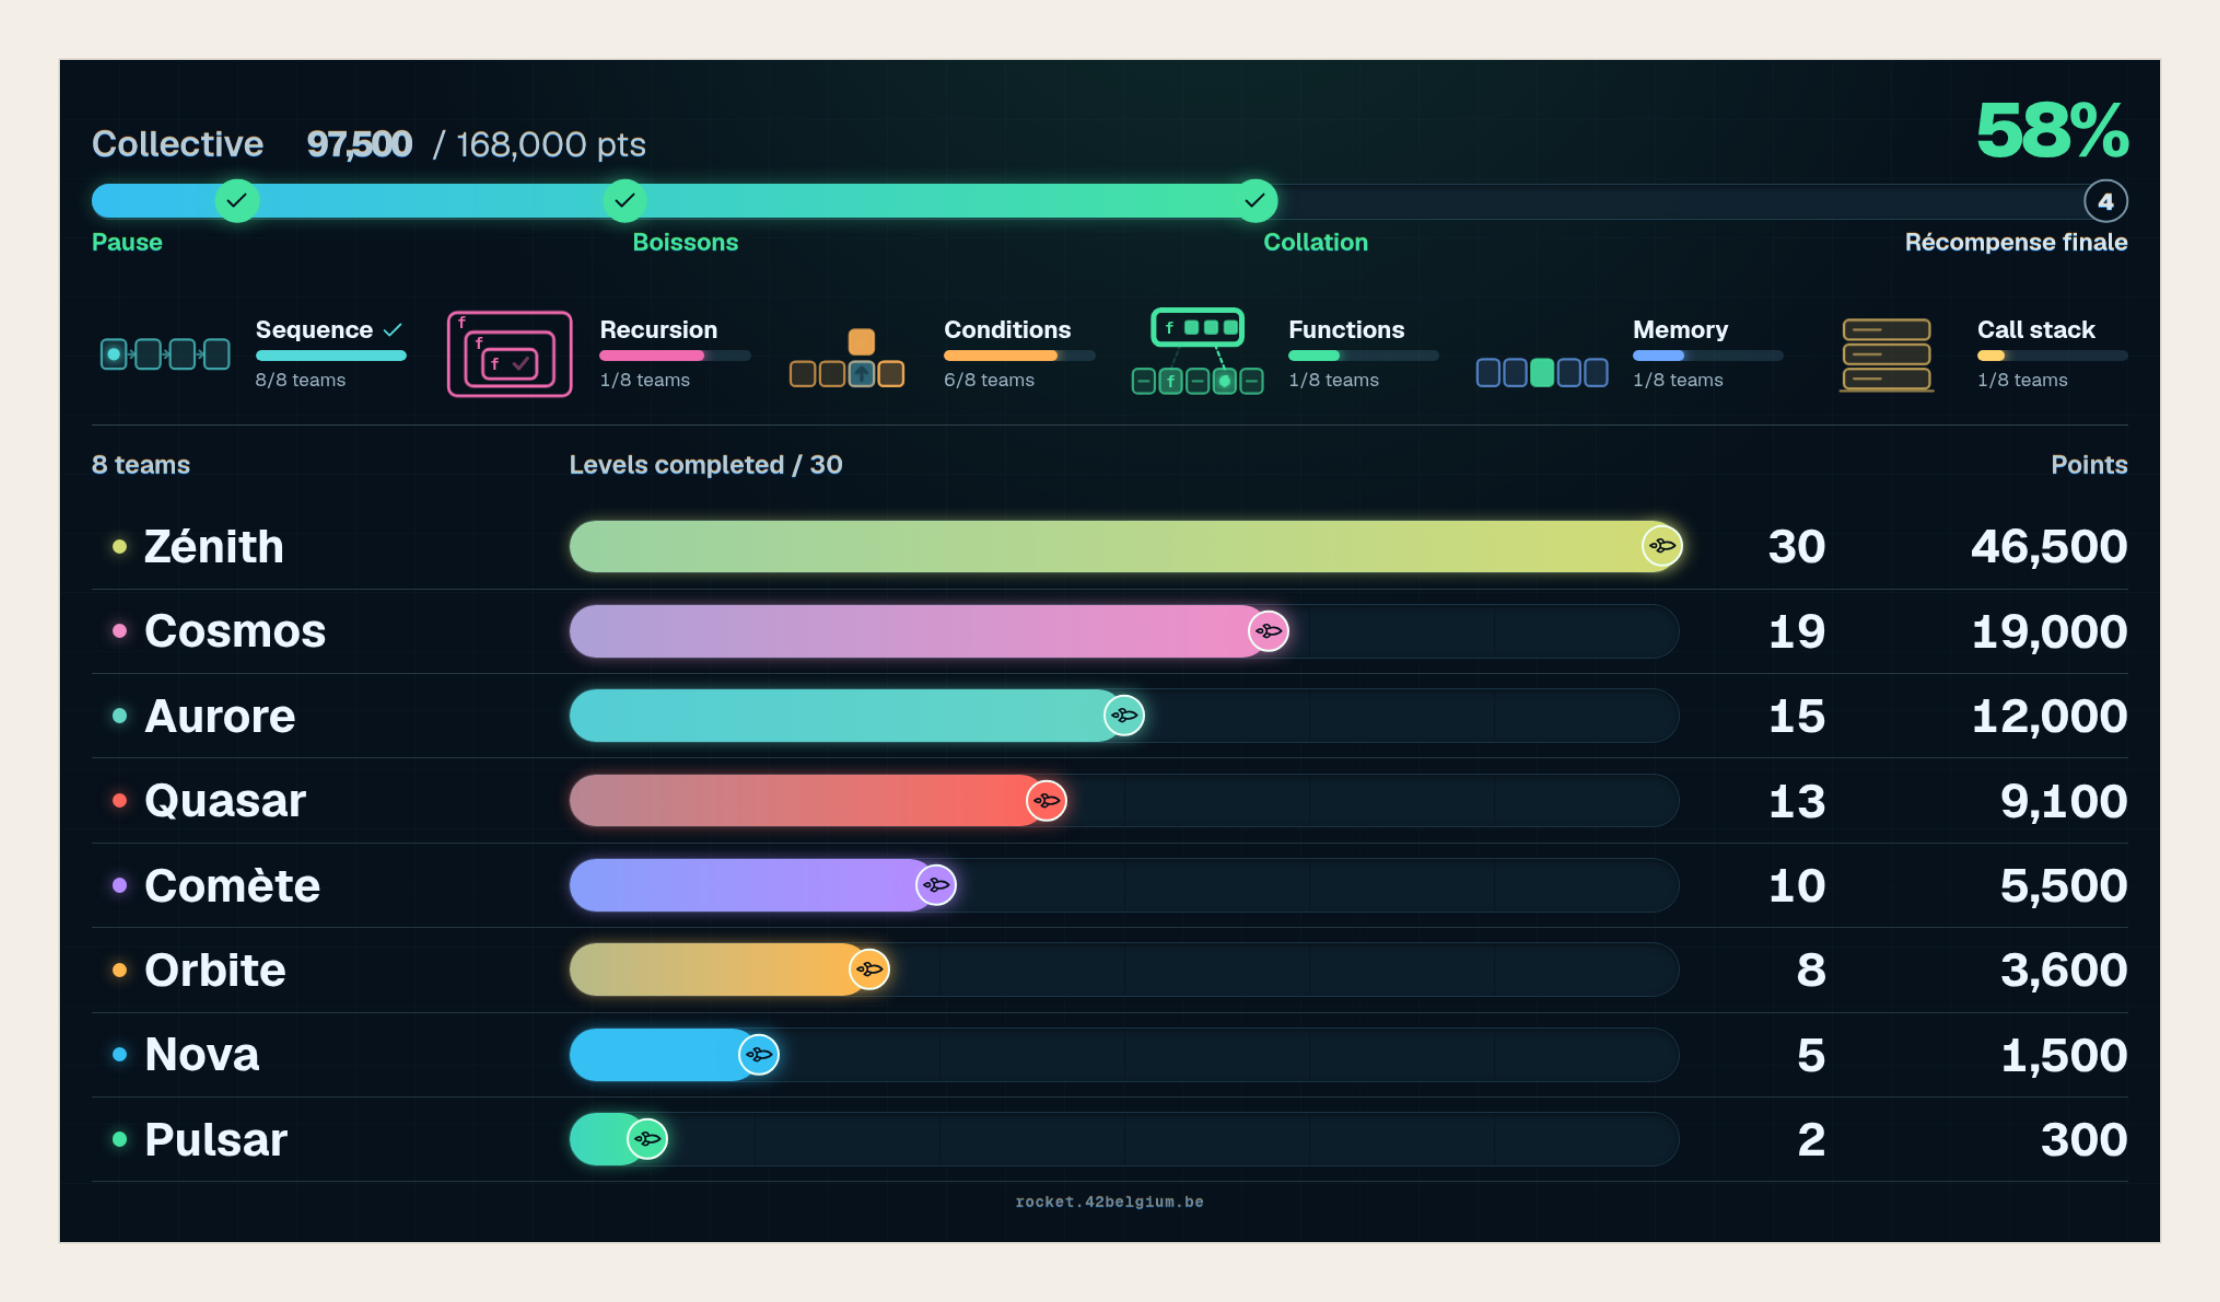 Collective 97,500 / 168,000 pts 58%
4
Pause Boissons Collation Récompense finale
Sequence
8/8 teams
Recursion
1/8 teams
Conditions
6/8 teams
Functions
1/8 teams
Memory
1/8 teams
Call stack
1/8 teams
f
f
f
f
f
8 teams Levels completed / 30 Points
Zénith 30 46,500
Cosmos 19 19,000
Aurore 15 12,000
Quasar 13 9,100
Comète 10 5,500
Orbite 8 3,600
Nova 5 1,500
Pulsar 2 300
rocket.42belgium.be